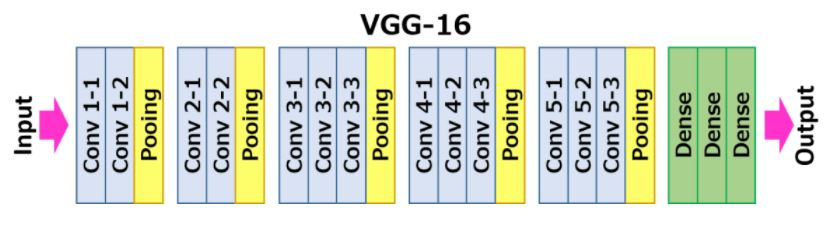 VGG-16
Input
Conv 1-1
Conv 1-2
Pooing
Conv 2-1
Conv 2-2
Pooing
Conv 3-1
Conv 3-2
Conv 3-3
Pooing
Conv 4-1
Conv 4-2
Conv 4-3
Pooing
Conv 5-1
Conv 5-2
Conv 5-3
Pooing
Dense
Dense
Dense
Output